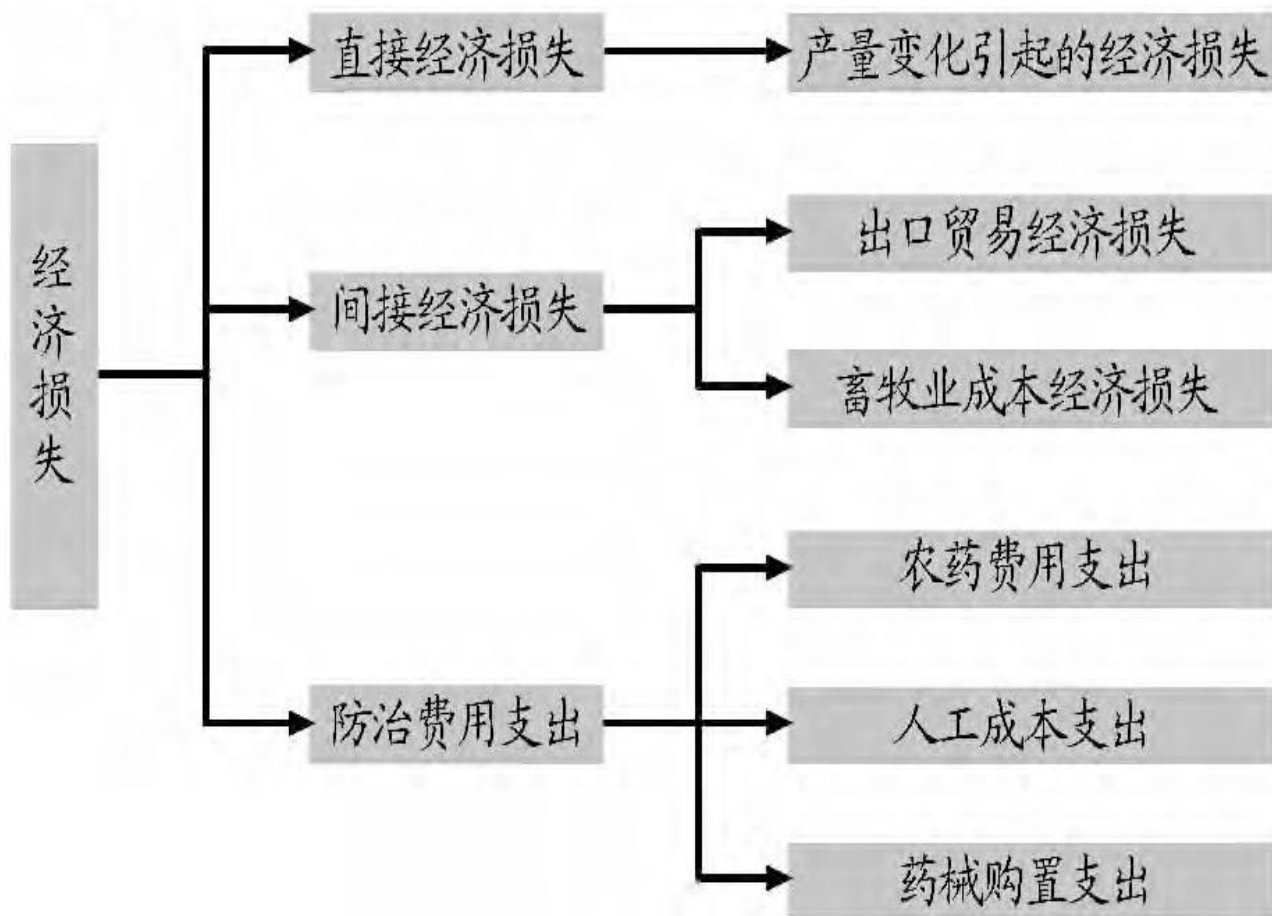 经济损失
直接经济损失
产量变化引起的经济损失
间接经济损失
出口贸易经济损失
畜牧业成本经济损失
防治费用支出
农药费用支出
人工成本支出
药械购置支出